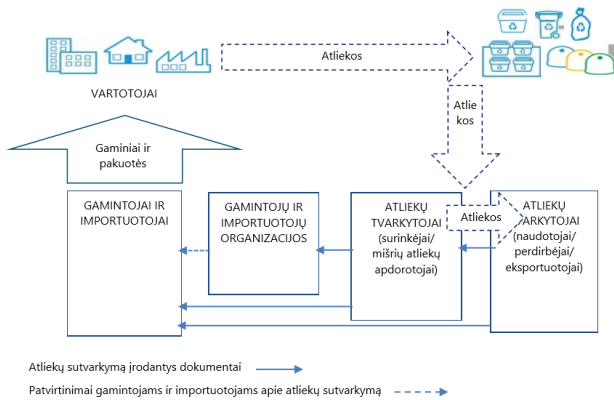 Atliekos
VARTOTOJAI
Atlie
kos
Gaminiai ir
pakuotės
GAMINTOJAI IR
IMPORTUOTOJAI
GAMINTOJŲ IR
IMPORTUOTOJŲ
ORGANIZACIJOS
ATLIEKŲ
TVARKYTOJAI
(surinkėjai/
mišrių atliekų
apdorotojai)
Atliekos
ATLIEKŲ
ARKYTOJAI
(naudotojai/
perdirbėjai/
eksportuotojai)
Atliekų sutvarkymą įrodantys dokumentai
Patvirtinimai gamintojams ir importuotojams apie atliekų sutvarkymą